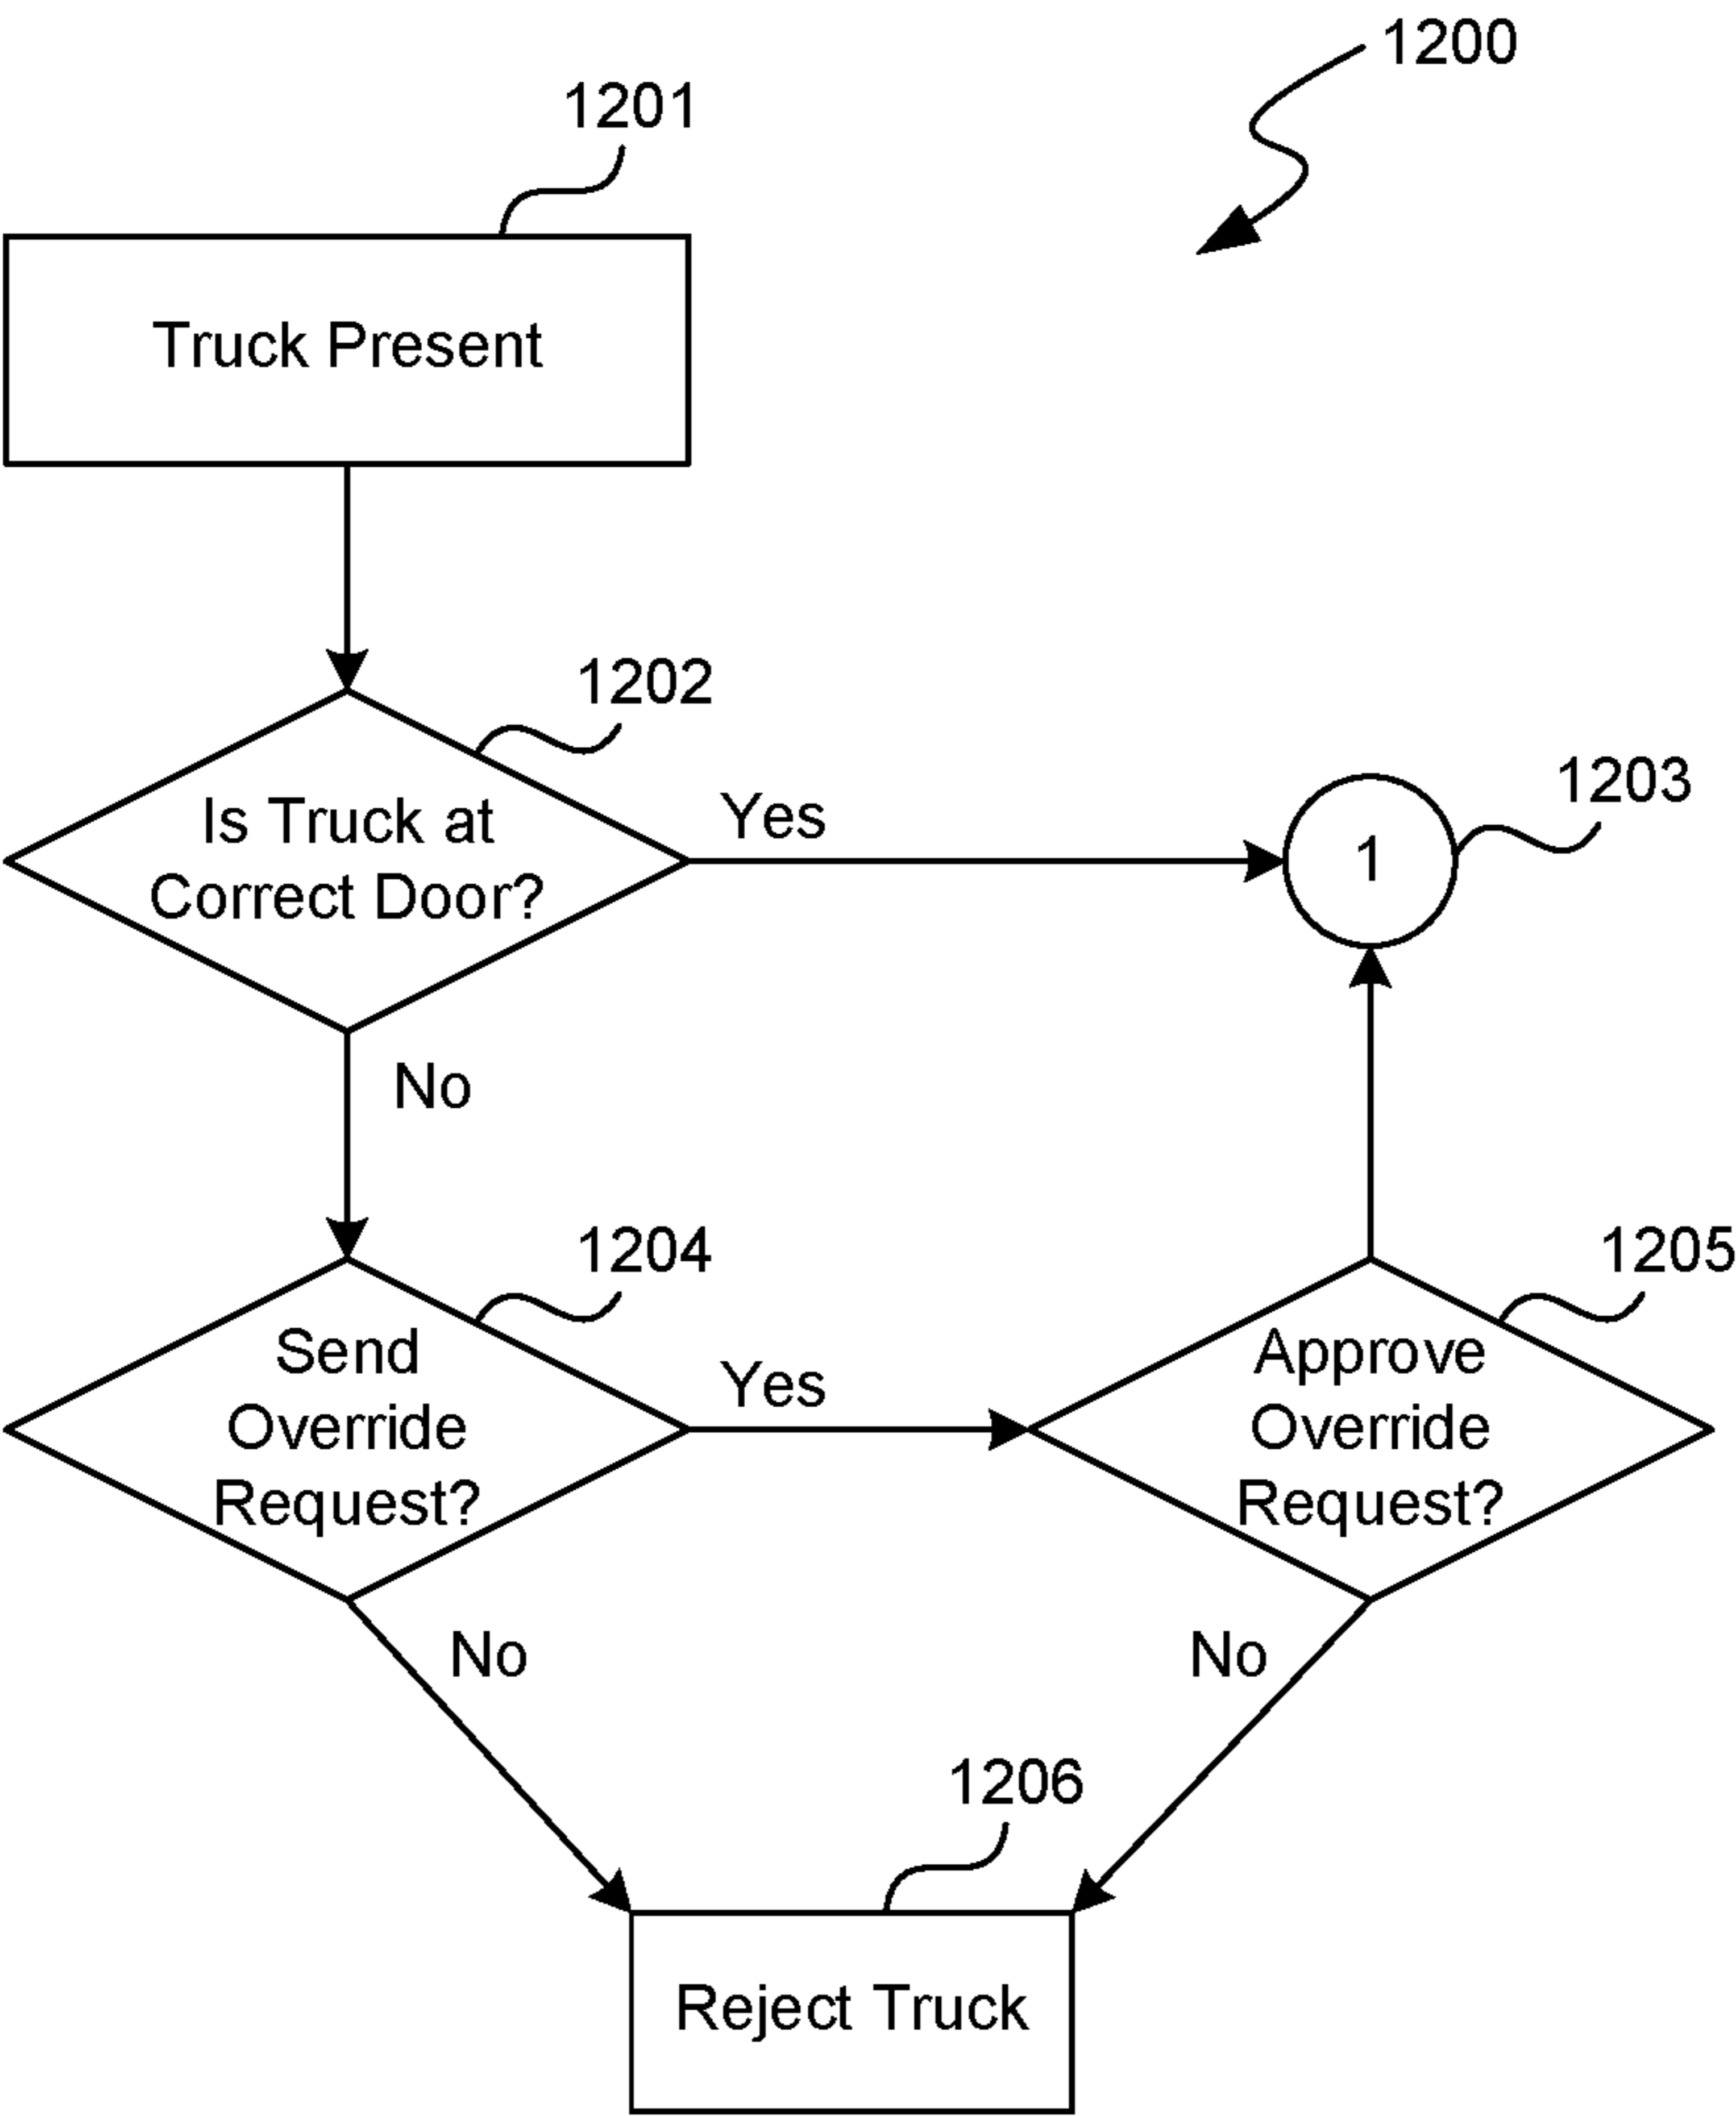 1200
1201
Truck Present
1202
Is Truck at
Correct Door?
Yes
1203
1
No
1204
Send
Override
Request?
Yes
1205
Approve
Override
Request?
No
No
1206
Reject Truck